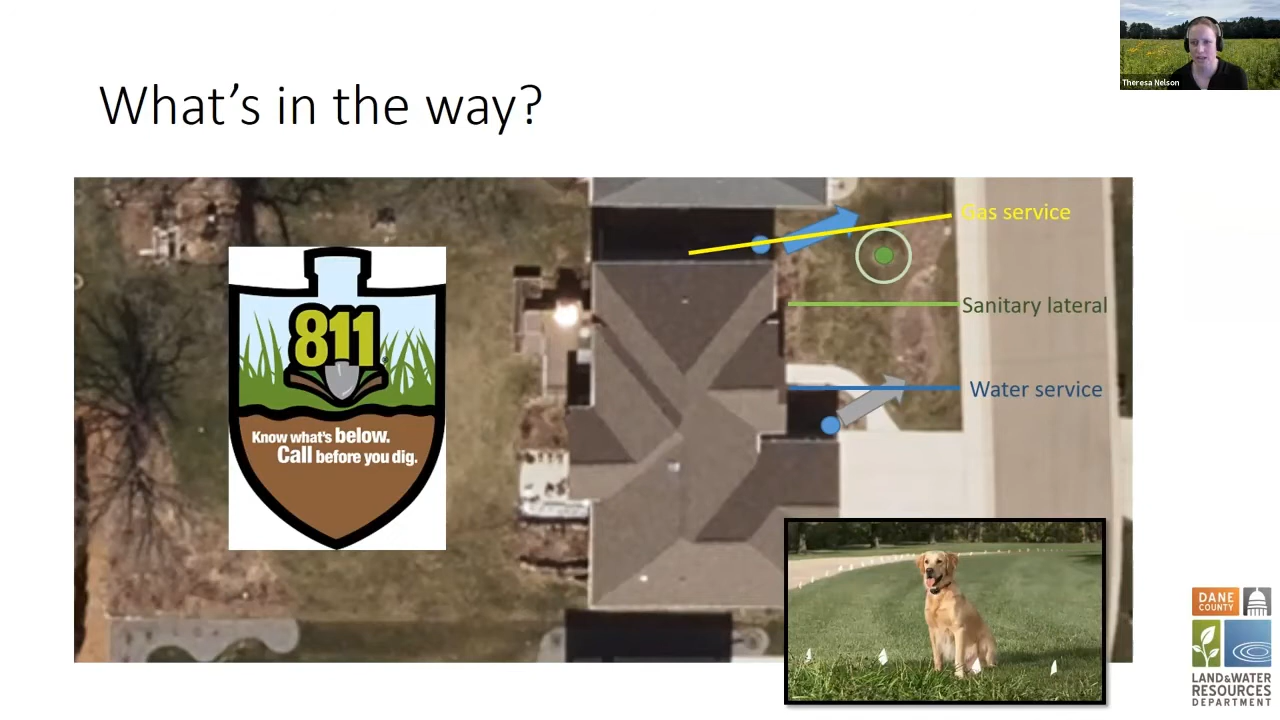 Theresa Nelson
What's in the way?
Gas service
811
Sanitary lateral
Water service
Know what's below.
Call before you dig.
DANE
COUNTY
LAND&WATER
RESOURCES
DEPARTMENT